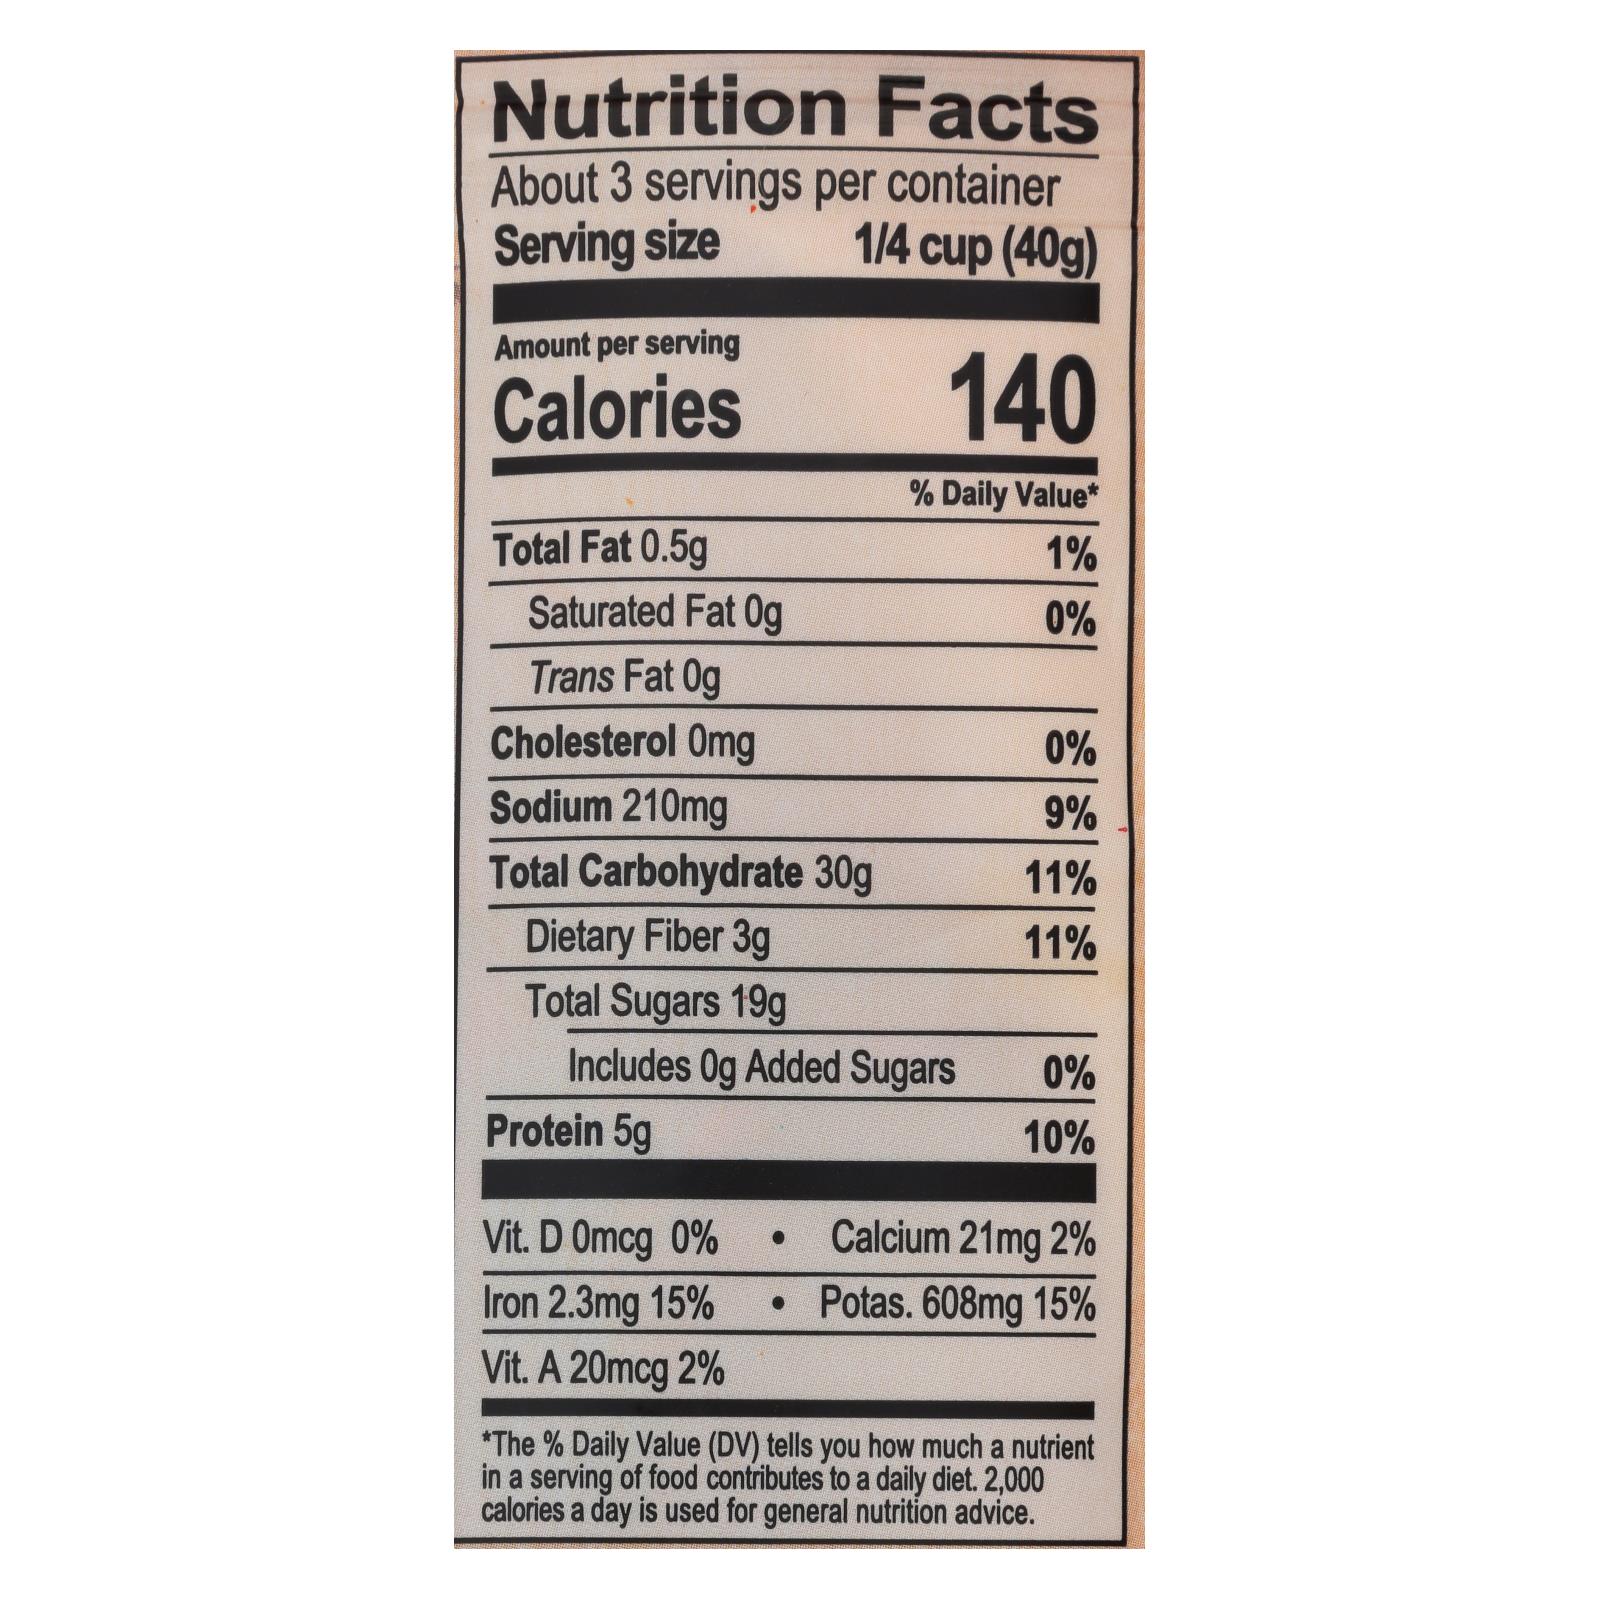 Nutrition Facts
About 3 servings per container
Serving size 1/4 cup (40g)
Amount per serving
Calories 140
% Daily Value*
Total Fat 0.5g 1%
Saturated Fat 0g 0%
Trans Fat 0g
Cholesterol 0mg 0%
Sodium 210mg 9%
Total Carbohydrate 30g 11%
Dietary Fiber 3g 11%
Total Sugars 19g
Includes 0g Added Sugars 0%
Protein 5g 10%
Vit. D 0mcg 0% • Calcium 21mg 2%
Iron 2.3mg 15% • Potas. 608mg 15%
Vit. A 20mcg 2%
*The % Daily Value (DV) tells you how much a nutrient
in a serving of food contributes to a daily diet. 2,000
calories a day is used for general nutrition advice.